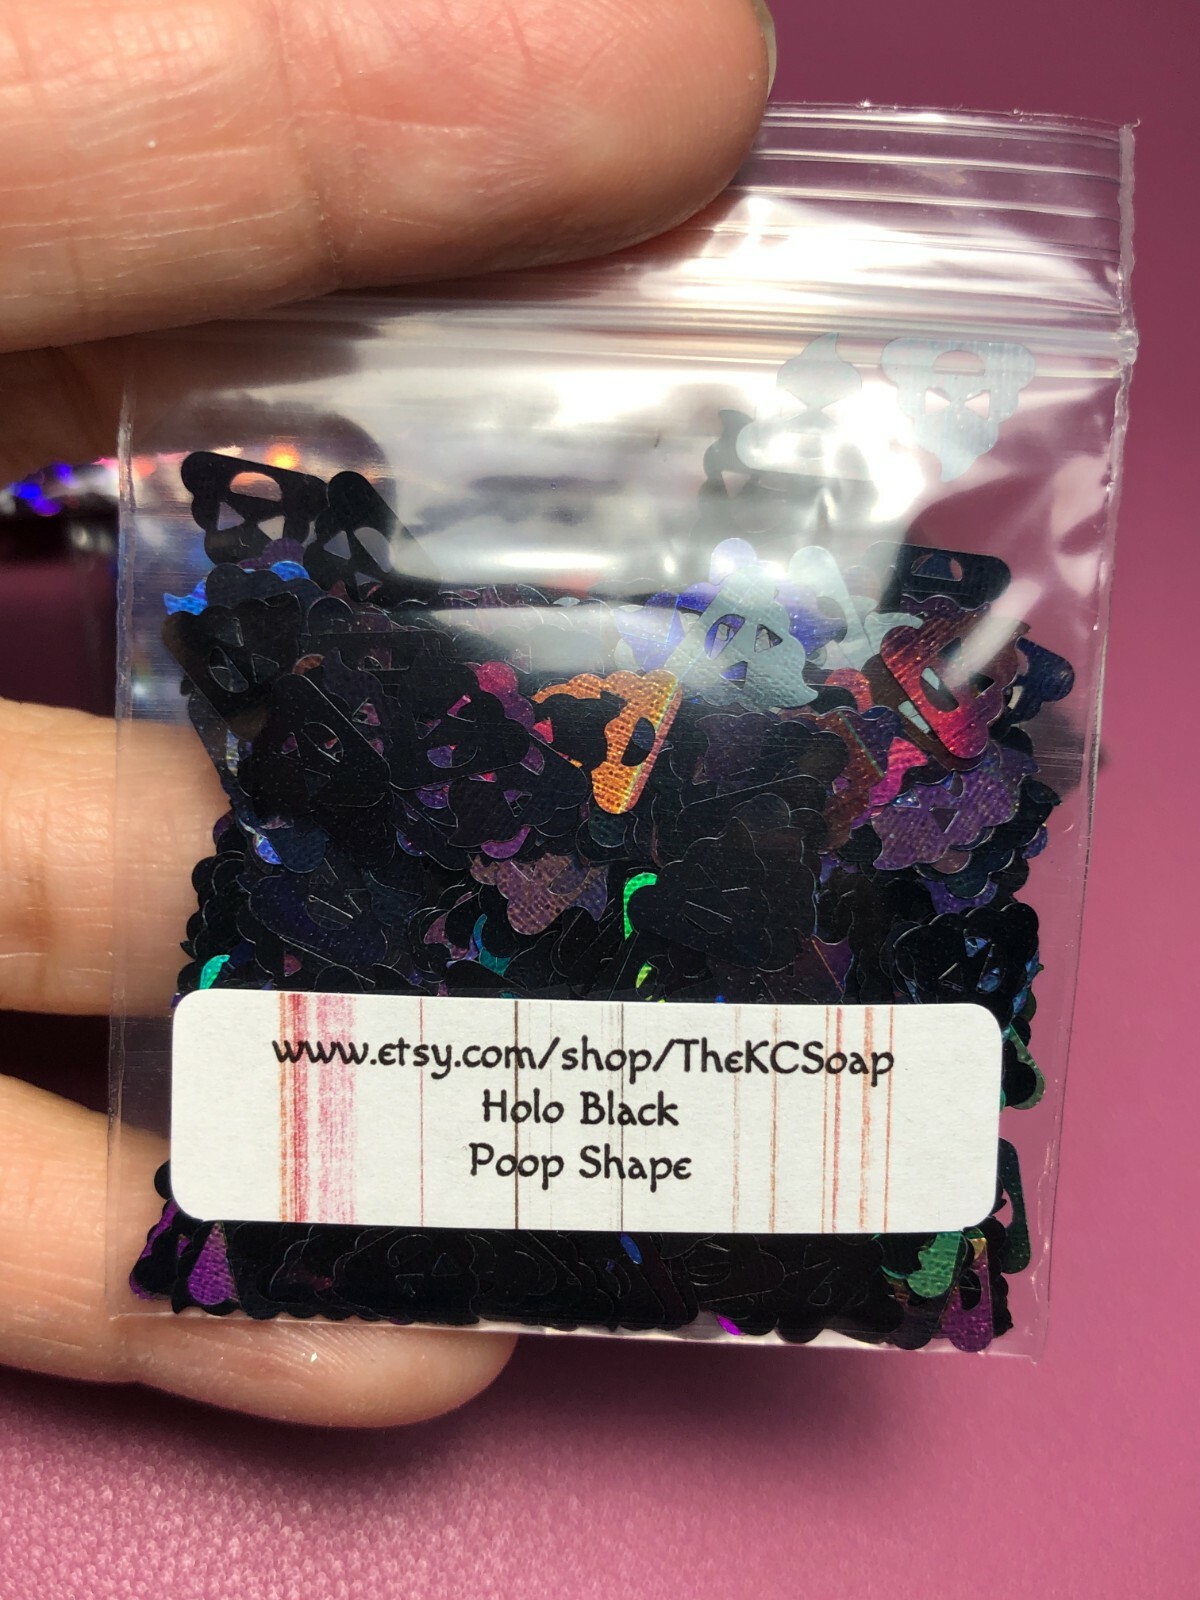 www.etsy.com/shop/TheKCSoap
Holo Black
Poop Shape